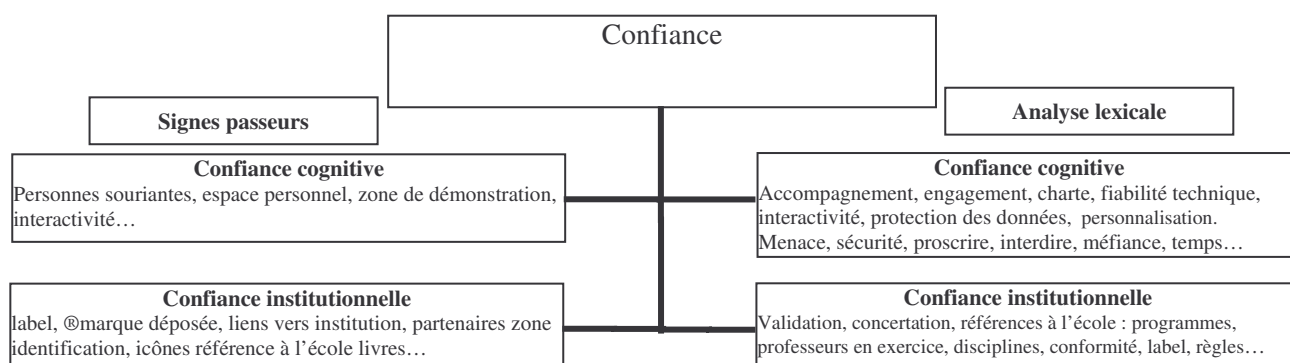 Confiance
Signes passeurs
Analyse lexicale
Confiance cognitive
Personnes souriantes, espace personnel, zone de démonstration,
interactivité…
Confiance cognitive
Accompagnement, engagement, charte, fiabilité technique,
interactivité, protection des données, personnalisation.
Menace, sécurité, proscrire, interdire, méfiance, temps…
Confiance institutionnelle
label, ®marque déposée, liens vers institution, partenaires zone
identification, icônes référence à l’école livres…
Confiance institutionnelle
Validation, concertation, références à l’école : programmes,
professeurs en exercice, disciplines, conformité, label, règles…